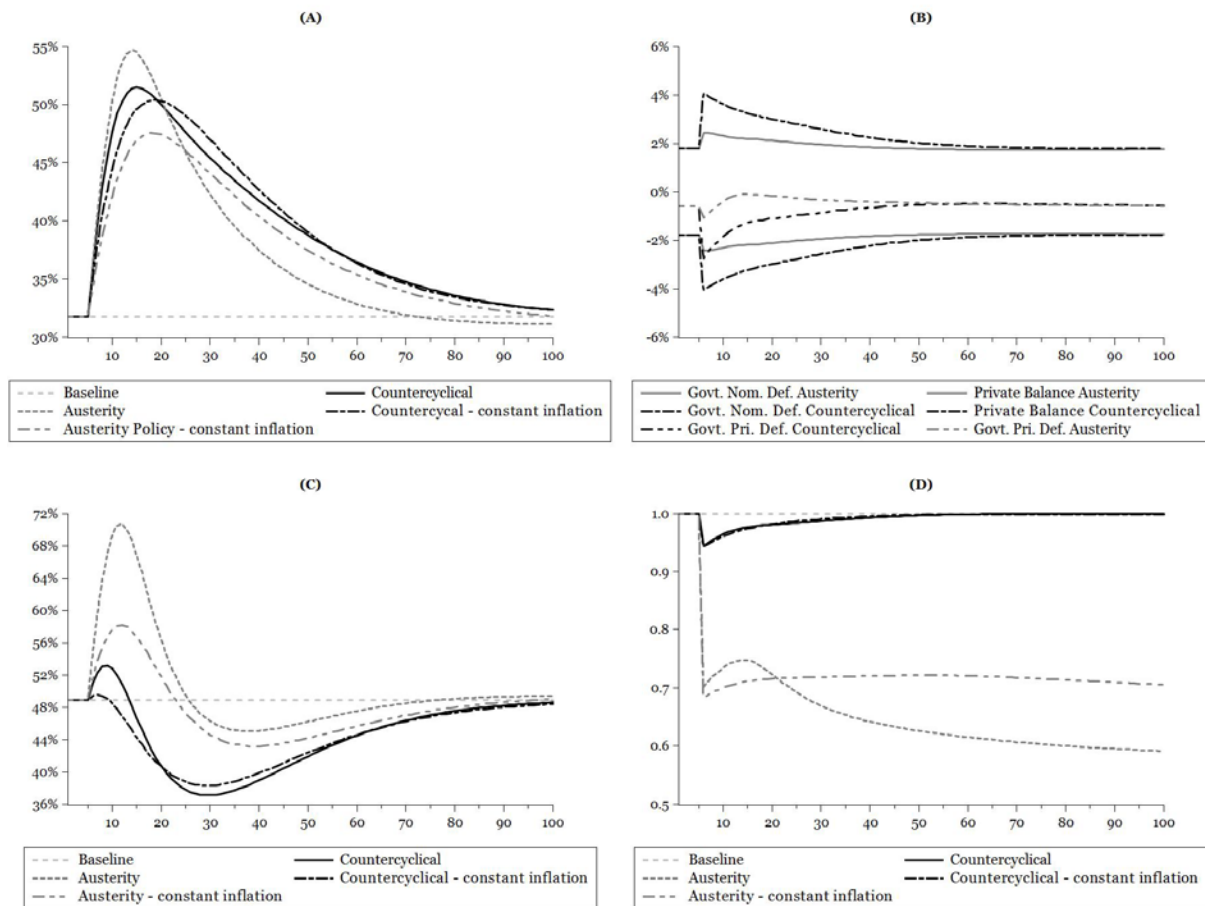 (A)
55%
50%
45%
40%
35%
30%
10 20 30 40 50 60 70 80 90 100
Baseline Countercyclical
Austerity Countercycal - constant inflation
Austerity Policy - constant inflation
(B)
6%
4%
2%
0%
-2%
-4%
-6%
10 20 30 40 50 60 70 80 90 100
Govt. Nom. Def. Austerity Private Balance Austerity
Govt. Nom. Def. Countercyclical Private Balance Countercyclical
Govt. Pri. Def. Countercyclical Govt. Pri. Def. Austerity
(C)
72%
68%
64%
60%
56%
52%
48%
44%
40%
36%
10 20 30 40 50 60 70 80 90 100
Baseline Countercyclical
Austerity Countercyclical - constant inflation
Austerity - constant inflation
(D)
1.0
0.9
0.8
0.7
0.6
0.5
10 20 30 40 50 60 70 80 90 100
Baseline Countercyclical
Austerity Countercyclical - constant inflation
Austerity - constant inflation